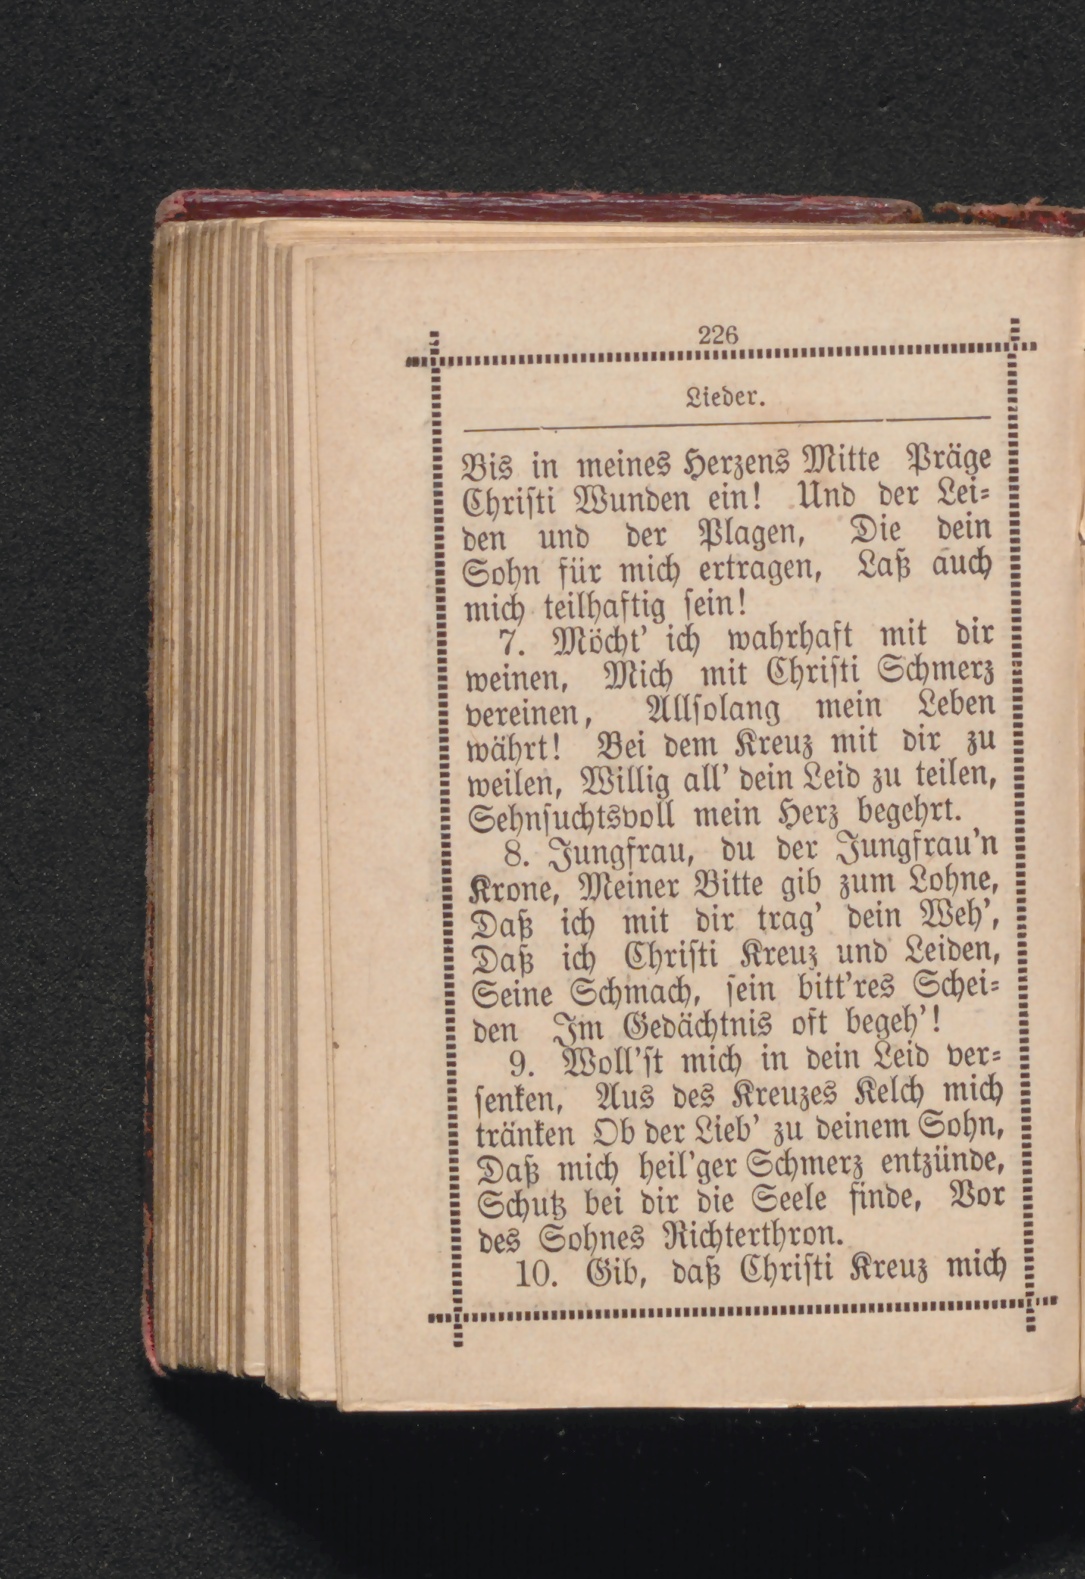 226
Lieder.
Bis in meines Herzens Mitte Präge
Chriſti Wunden ein! Und der Lei⸗
den und der Plagen, Die dein
Sohn für mich ertragen, Laß auch
mich teilhaftig ſein!
7. Möcht' ich wahrhaft mit dir
weinen, Mich mit Chriſti Schmerz
vereinen, Allſolang mein Leben
währt! Bei dem Kreuz mit dir zu
weilen, Willig all' dein Leid zu teilen,
Sehnſuchtsvoll mein Herz begehrt.
8. Jungfrau, du der Jungfrau'n
Krone, Meiner Bitte gib zum Lohne,
Daß ich mit dir trag' dein Weh',
Daß ich Chriſti Kreuz und Leiden,
Seine Schmach, ſein bitt'res Schei⸗
den Im Gedächtnis oft begeh'!
9. Woll'ſt mich in dein Leid ver⸗
ſenken, Aus des Kreuzes Kelch mich
tränken Ob der Lieb' zu deinem Sohn,
Daß mich heil'ger Schmerz entzünde,
Schutz bei dir die Seele finde, Vor
des Sohnes Richterthron.
10. Gib, daß Chriſti Kreuz mich